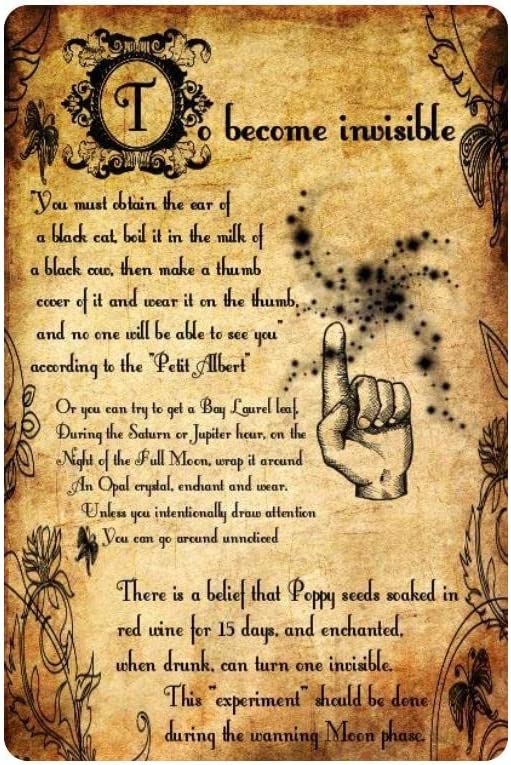 To become invisible
"You must obtain the ear of
a black cat, boil it in the milk of
a black cow, then make a thumb
cover of it and wear it on the thumb,
and no one will be able to see you"
according to the "Petit Albert"
Or you can try to get a Bay Laurel leaf,
During the Saturn or Jupiter hour, on the
Night of the Full Moon, wrap it around
An Opal crystal, enchant and wear.
Unless you intentionally draw attention
You can go around unnoticed
There is a belief that Poppy seeds soaked in
red wine for 15 days, and enchanted,
when drunk, can turn one invisible.
This "experiment" should be done
during the wanning Moon phase.